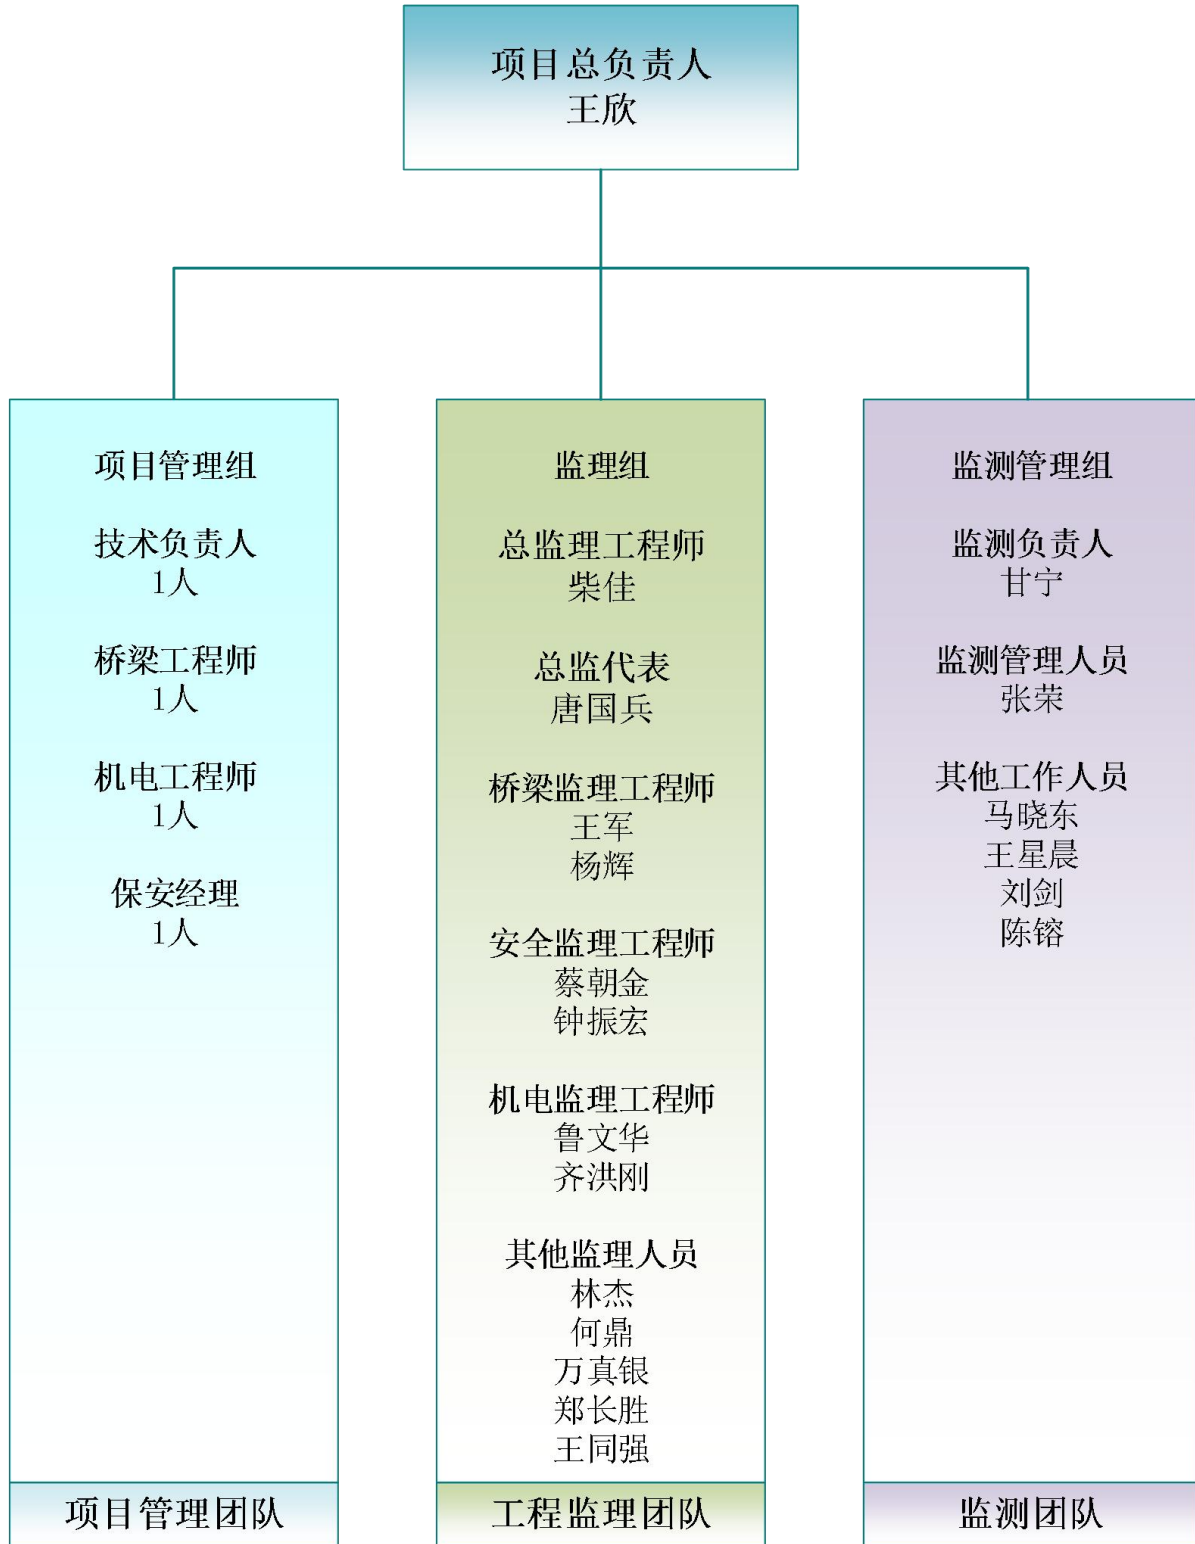 项目总负责人
王欣
项目管理组
技术负责人
1人
桥梁工程师
1人
机电工程师
1人
保安经理
1人
项目管理团队
监理组
总监理工程师
柴佳
总监代表
唐国兵
桥梁监理工程师
王军
杨辉
安全监理工程师
蔡朝金
钟振宏
机电监理工程师
鲁文华
齐洪刚
其他监理人员
林杰
何鼎
万真银
郑长胜
王同强
工程监理团队
监测管理组
监测负责人
甘宁
监测管理人员
张荣
其他工作人员
马晓东
王星晨
刘剑
陈镕
监测团队